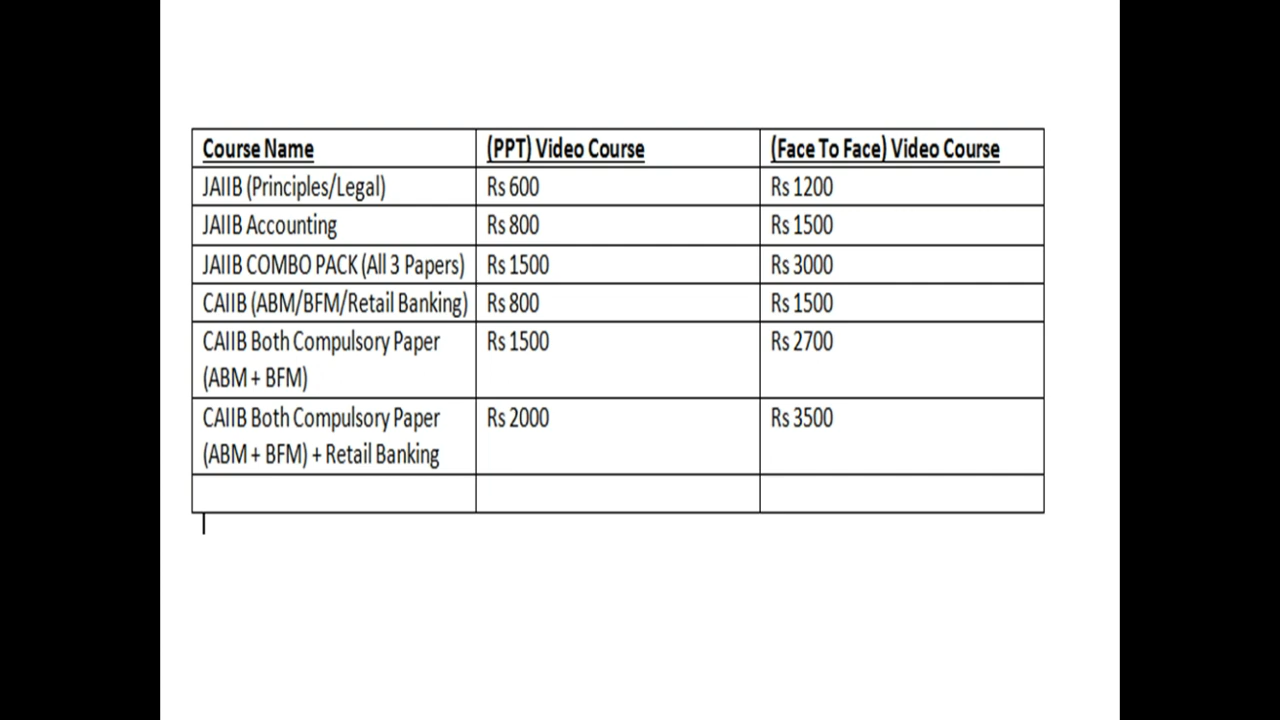 Course Name (PPT) Video Course (Face To Face) Video Course
JAIIB (Principles/Legal) Rs 600 Rs 1200
JAIIB Accounting Rs 800 Rs 1500
JAIIB COMBO PACK (All 3 Papers) Rs 1500 Rs 3000
CAIIB (ABM/BFM/Retail Banking) Rs 800 Rs 1500
CAIIB Both Compulsory Paper Rs 1500 Rs 2700
(ABM + BFM)
CAIIB Both Compulsory Paper Rs 2000 Rs 3500
(ABM + BFM) + Retail Banking